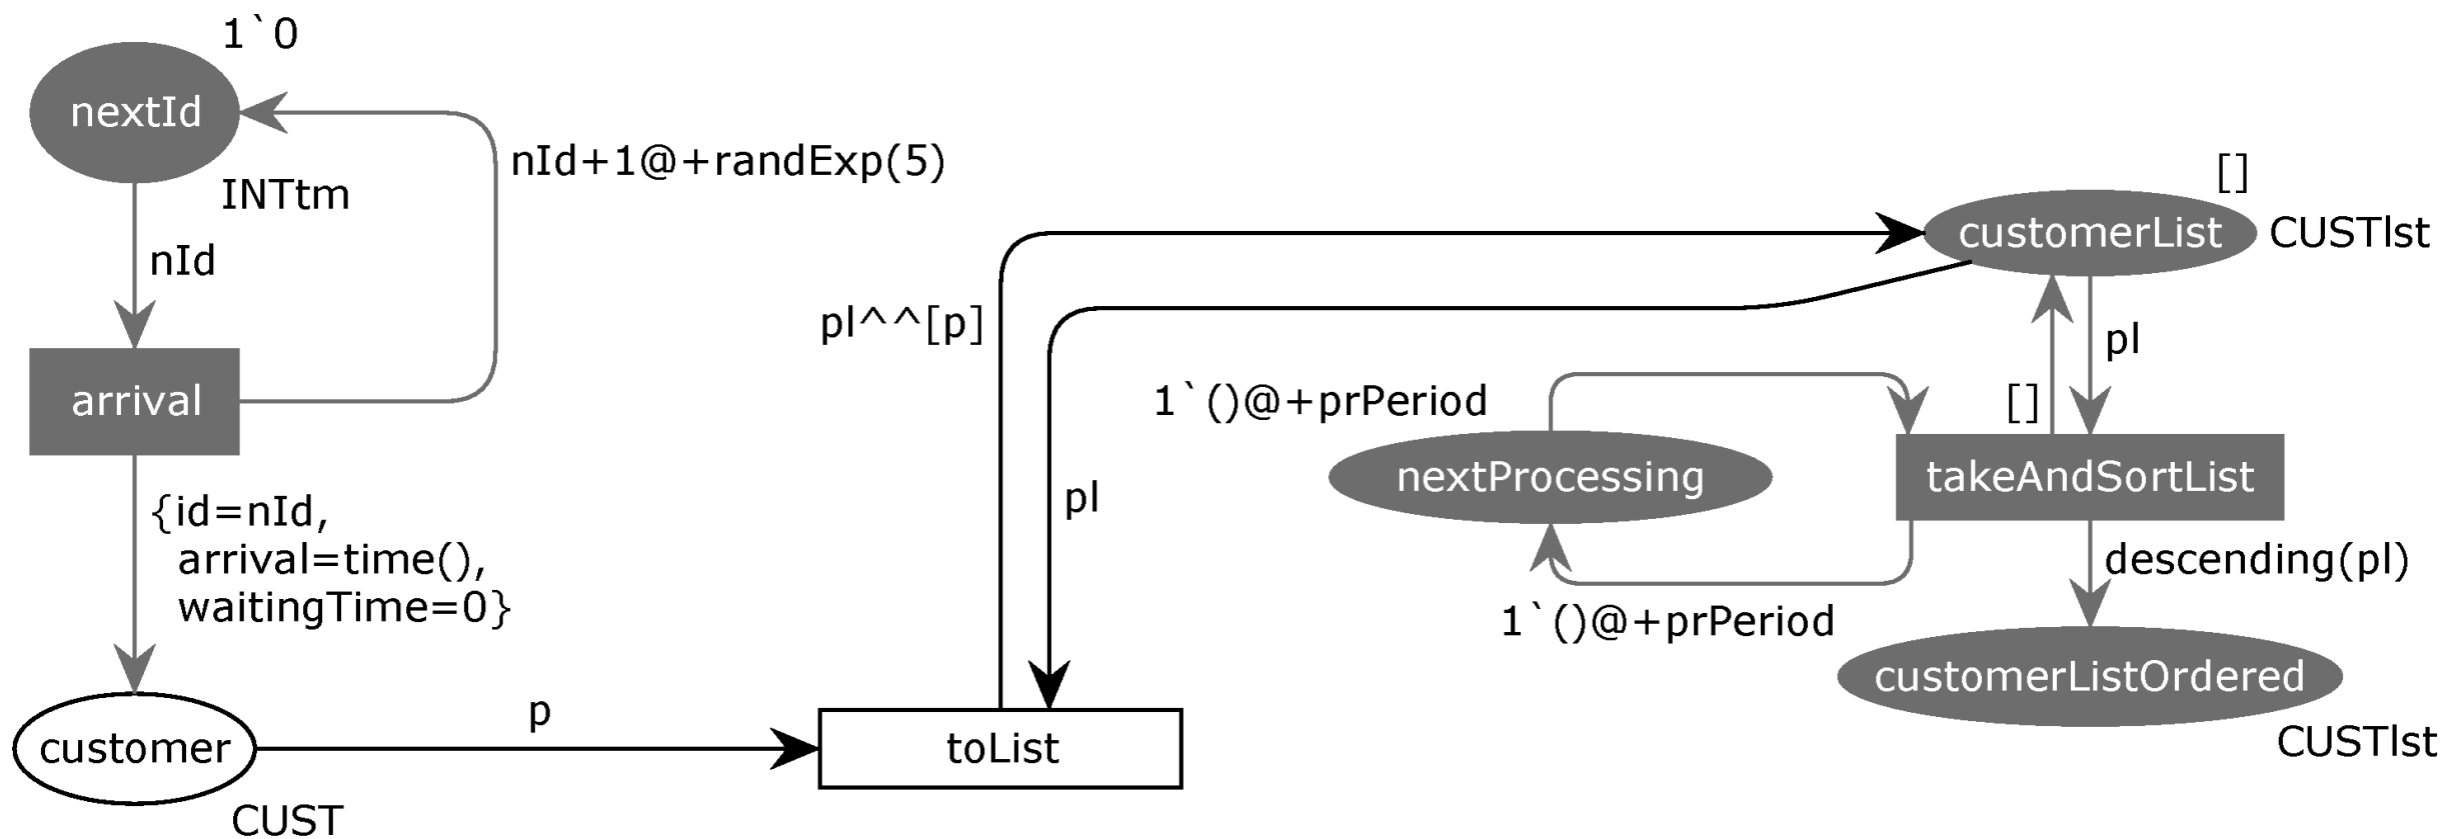 1`0
nextId
nId+1@+randExp(5)
INTtm
nId
arrival
{id=nId,
arrival=time(),
waitingTime=0}
customer
CUST
p
toList
pl^^[p]
pl
[]
customerList
CUSTlst
pl
[]
1`()@+prPeriod
nextProcessing
takeAndSortList
1`()@+prPeriod
descending(pl)
customerListOrdered
CUSTlst